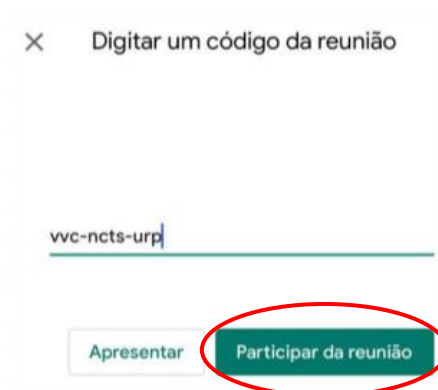 Digitar um código da reunião
vvc-ncts-urp
Apresentar
Participar da reunião